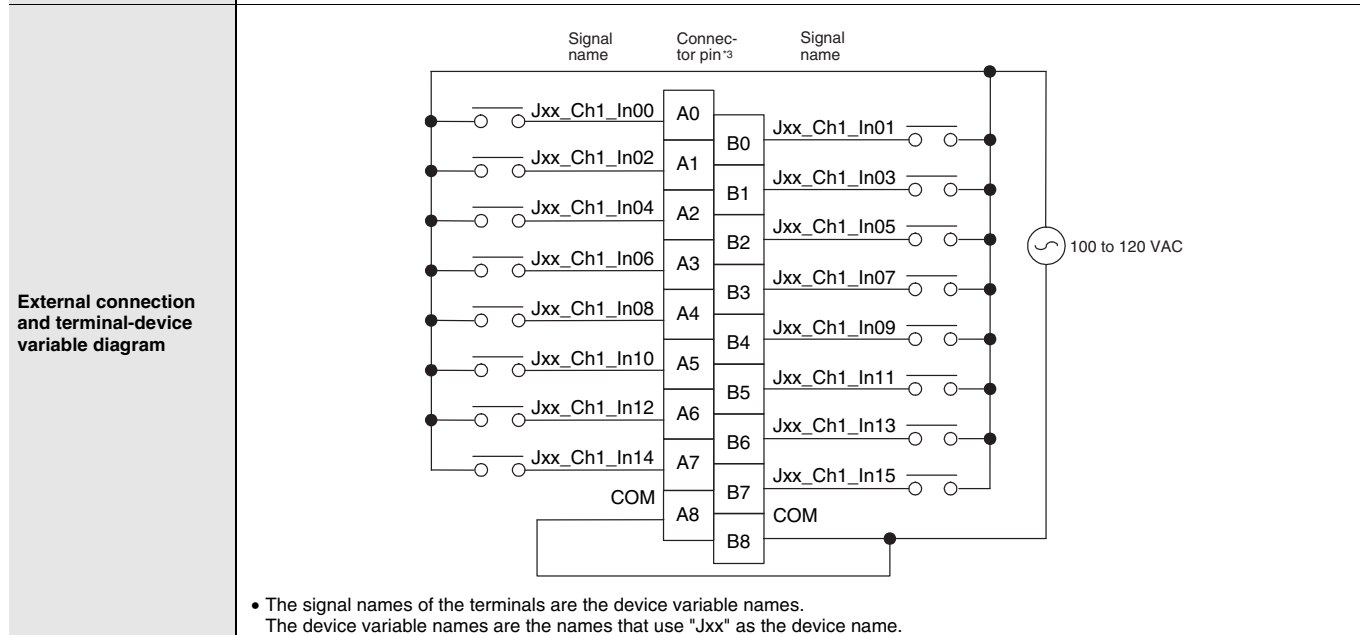 External connection
and terminal-device
variable diagram
Signal
name
Connec-
tor pin*3
Signal
name
Jxx_Ch1_In00
A0
B0
Jxx_Ch1_In01
Jxx_Ch1_In02
A1
B1
Jxx_Ch1_In03
Jxx_Ch1_In04
A2
B2
Jxx_Ch1_In05
Jxx_Ch1_In06
A3
B3
Jxx_Ch1_In07
Jxx_Ch1_In08
A4
B4
Jxx_Ch1_In09
Jxx_Ch1_In10
A5
B5
Jxx_Ch1_In11
Jxx_Ch1_In12
A6
B6
Jxx_Ch1_In13
Jxx_Ch1_In14
A7
B7
Jxx_Ch1_In15
COM
A8
B8
COM
100 to 120 VAC
• The signal names of the terminals are the device variable names.
The device variable names are the names that use "Jxx" as the device name.